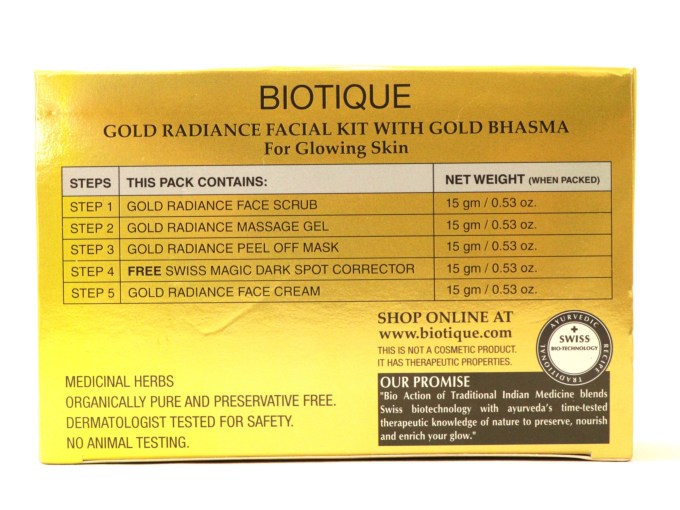 BIOTIQUE
GOLD RADIANCE FACIAL KIT WITH GOLD BHASMA
For Glowing Skin
STEPS THIS PACK CONTAINS: NET WEIGHT (WHEN PACKED)
STEP 1 GOLD RADIANCE FACE SCRUB 15 gm / 0.53 oz.
STEP 2 GOLD RADIANCE MASSAGE GEL 15 gm / 0.53 oz.
STEP 3 GOLD RADIANCE PEEL OFF MASK 15 gm / 0.53 oz.
STEP 4 FREE SWISS MAGIC DARK SPOT CORRECTOR 15 gm / 0.53 oz.
STEP 5 GOLD RADIANCE FACE CREAM 15 gm / 0.53 oz.
SHOP ONLINE AT
www.biotique.com
THIS IS NOT A COSMETIC PRODUCT.
IT HAS THERAPEUTIC PROPERTIES.
AYURVEDIC RECIPE TRADITIONAL
SWISS
BIO-TECHNOLOGY
MEDICINAL HERBS
ORGANICALLY PURE AND PRESERVATIVE FREE.
DERMATOLOGIST TESTED FOR SAFETY.
NO ANIMAL TESTING.
OUR PROMISE
"Bio Action of Traditional Indian Medicine blends
Swiss biotechnology with ayurveda's time-tested
therapeutic knowledge of nature to preserve, nourish
and enrich your glow."